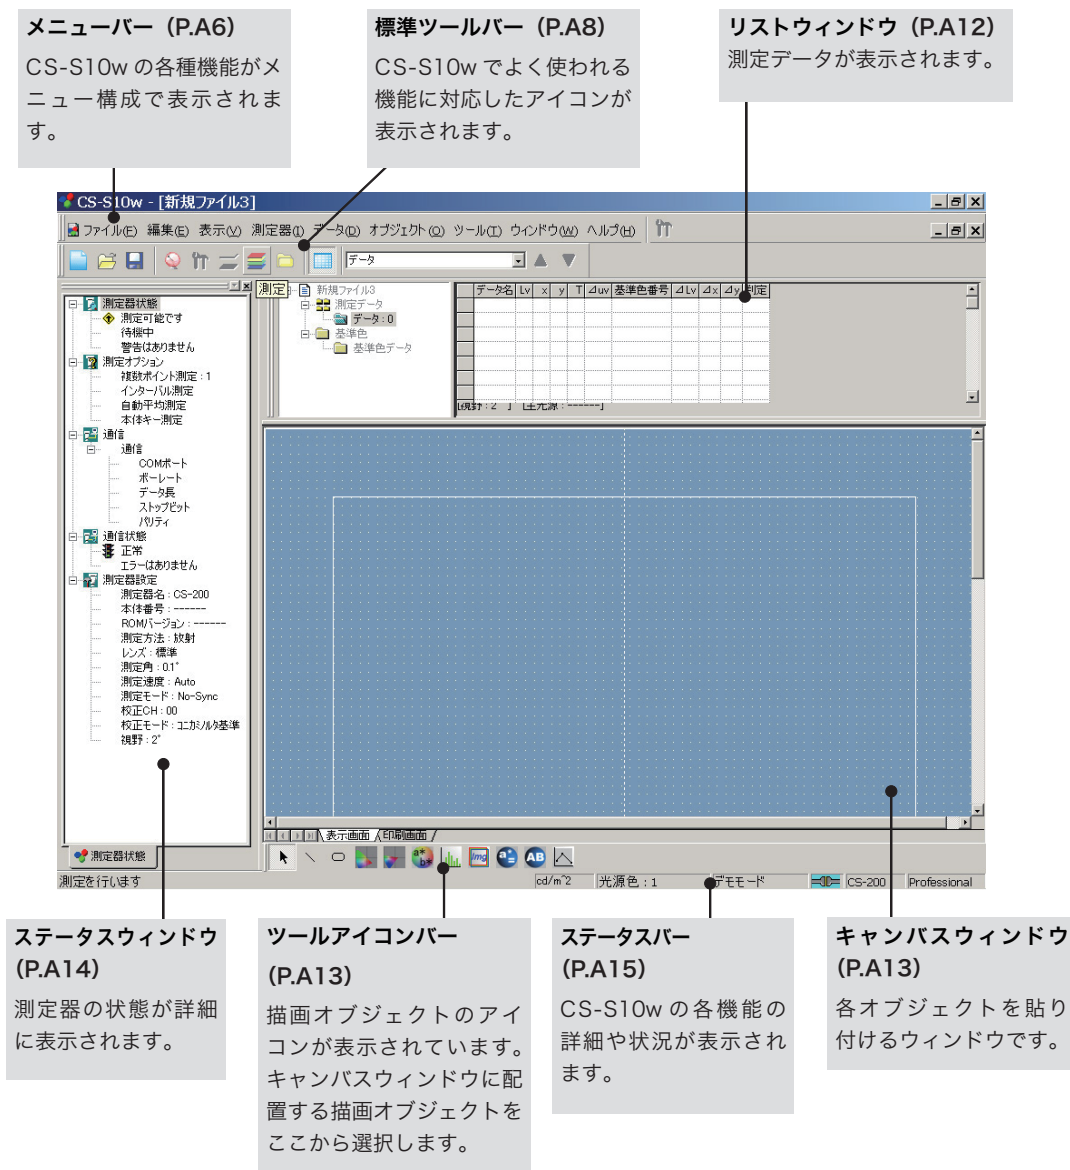 メニューバー（P.A6）
CS-S10w の各種機能がメ
ニュー構成で表示されま
す。
標準ツールバー（P.A8）
CS-S10w でよく使われる
機能に対応したアイコンが
表示されます。
リストウィンドウ（P.A12）
測定データが表示されます。
CS-S10w - [新規ファイル3]
ファイル(F) 編集(E) 表示(V) 測定器(I) データ(D) オブジェクト(O) ツール(T) ウインドウ(W) ヘルプ(H)
データ
測定
測定器状態
測定可能です
待機中
警告はありません
測定オプション
複数ポイント測定 : 1
インターバル測定
自動平均測定
本体キー測定
通信
通信
COMポート
ボーレート
データ長
ストップビット
パリティ
通信状態
正常
エラーはありません
測定器設定
測定器名 : CS-200
本体番号 : ------
ROMバージョン : ------
測定方法 : 放射
レンズ : 標準
測定角 : 0.1°
測定速度 : Auto
測定モード : No-Sync
校正CH : 00
校正モード : コニカミノルタ基準
視野 : 2°
測定器状態
新規ファイル3
測定データ
データ : 0
基準色
基準色データ
データ名 Lv x y T ⊿uv 基準色番号 ⊿Lv ⊿x ⊿y 判定
[視野 : 2° ] [主光源 : ------]
表示画面 印刷画面
a* b* img a AB
測定を行います
cd/m^2 光源色 : 1 デモモード CS-200 Professional
ステータスウィンドウ
（P.A14）
測定器の状態が詳細
に表示されます。
ツールアイコンバー
（P.A13）
描画オブジェクトのアイ
コンが表示されています。
キャンバスウィンドウに配
置する描画オブジェクトを
ここから選択します。
ステータスバー
（P.A15）
CS-S10w の各機能の
詳細や状況が表示され
ます。
キャンバスウィンドウ
（P.A13）
各オブジェクトを貼り
付けるウィンドウです。